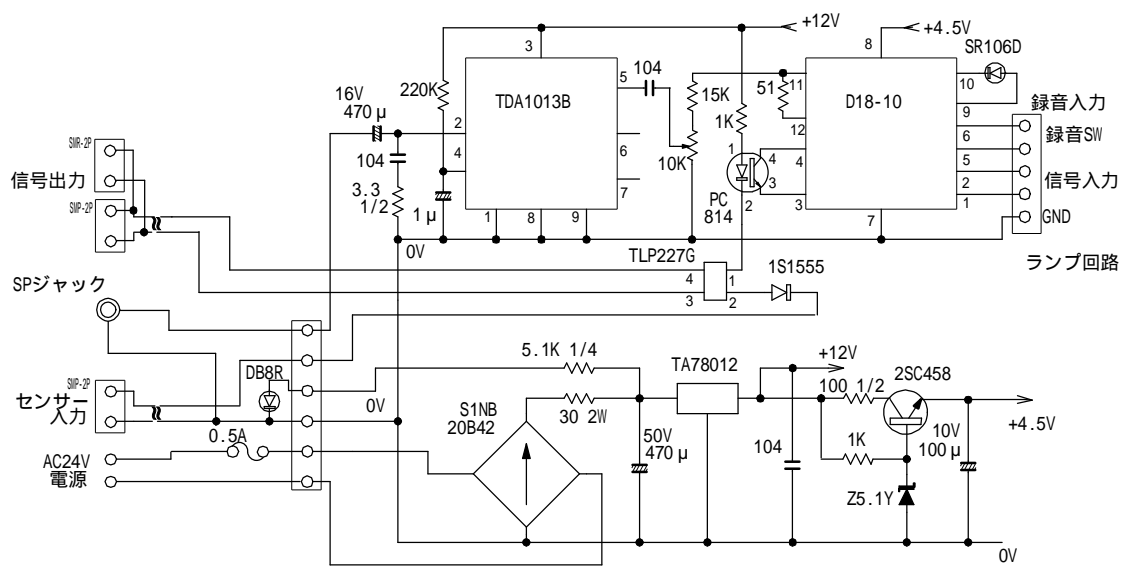 +12V
+4.5V
3
8
SR106D
104
5
11
10
220K
TDA1013B
15K
51
D18-10
16V
470μ
1K
9
録音入力
2
12
6
録音SW
SMR-2P
104
4
6
10K
1
4
4
5
信号入力
信号出力
3.3
1/2
7
3
2
SMP-2P
1μ
1
8
9
PC
814
2
3
7
1
GND
0V
TLP227G
ランプ回路
SPジャック
4
1
1S1555
3
2
5.1K 1/4
TA78012
+12V
DB8R
2SC458
SMP-2P
100 1/2
センサー
入力
0V
S1NB
20B42
30 2W
+4.5V
0.5A
50V
470μ
104
1K
10V
100μ
AC24V
電源
Z5.1Y
0V